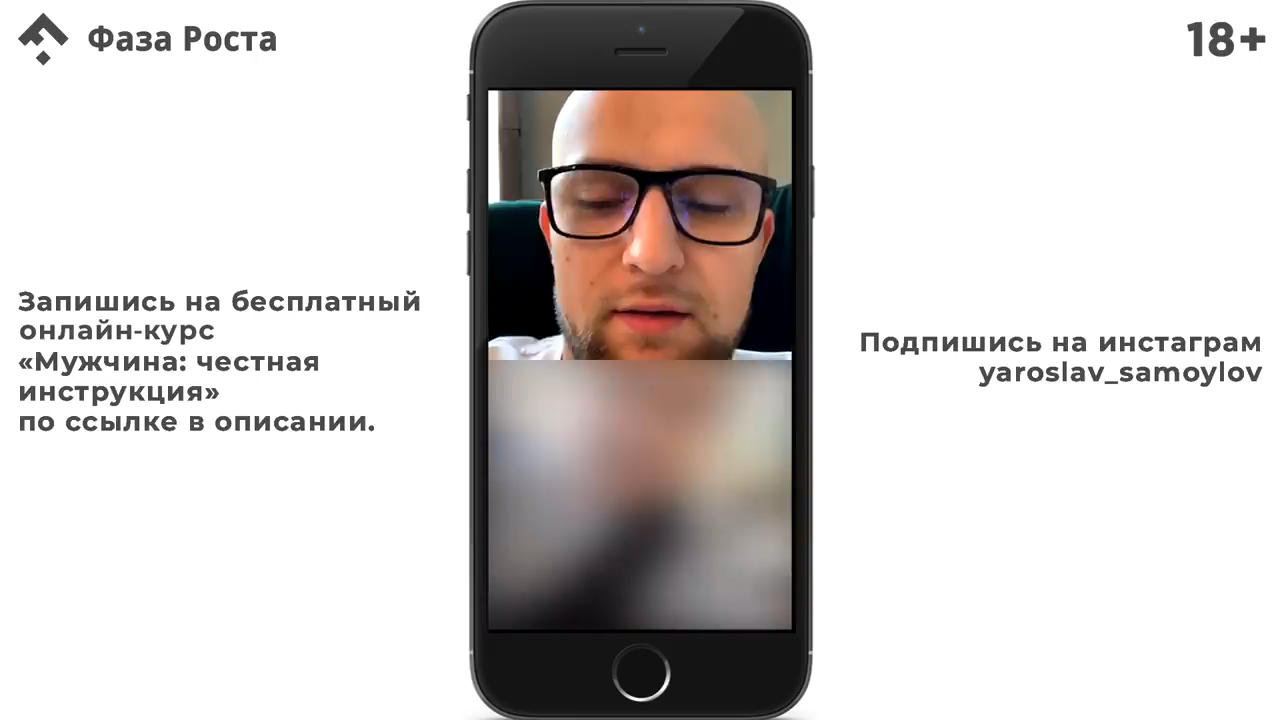 Фаза Роста
18+
Запишись на бесплатный
онлайн-курс
«Мужчина: честная
инструкция»
по ссылке в описании.
Подпишись на инстаграм
yaroslav_samoylov